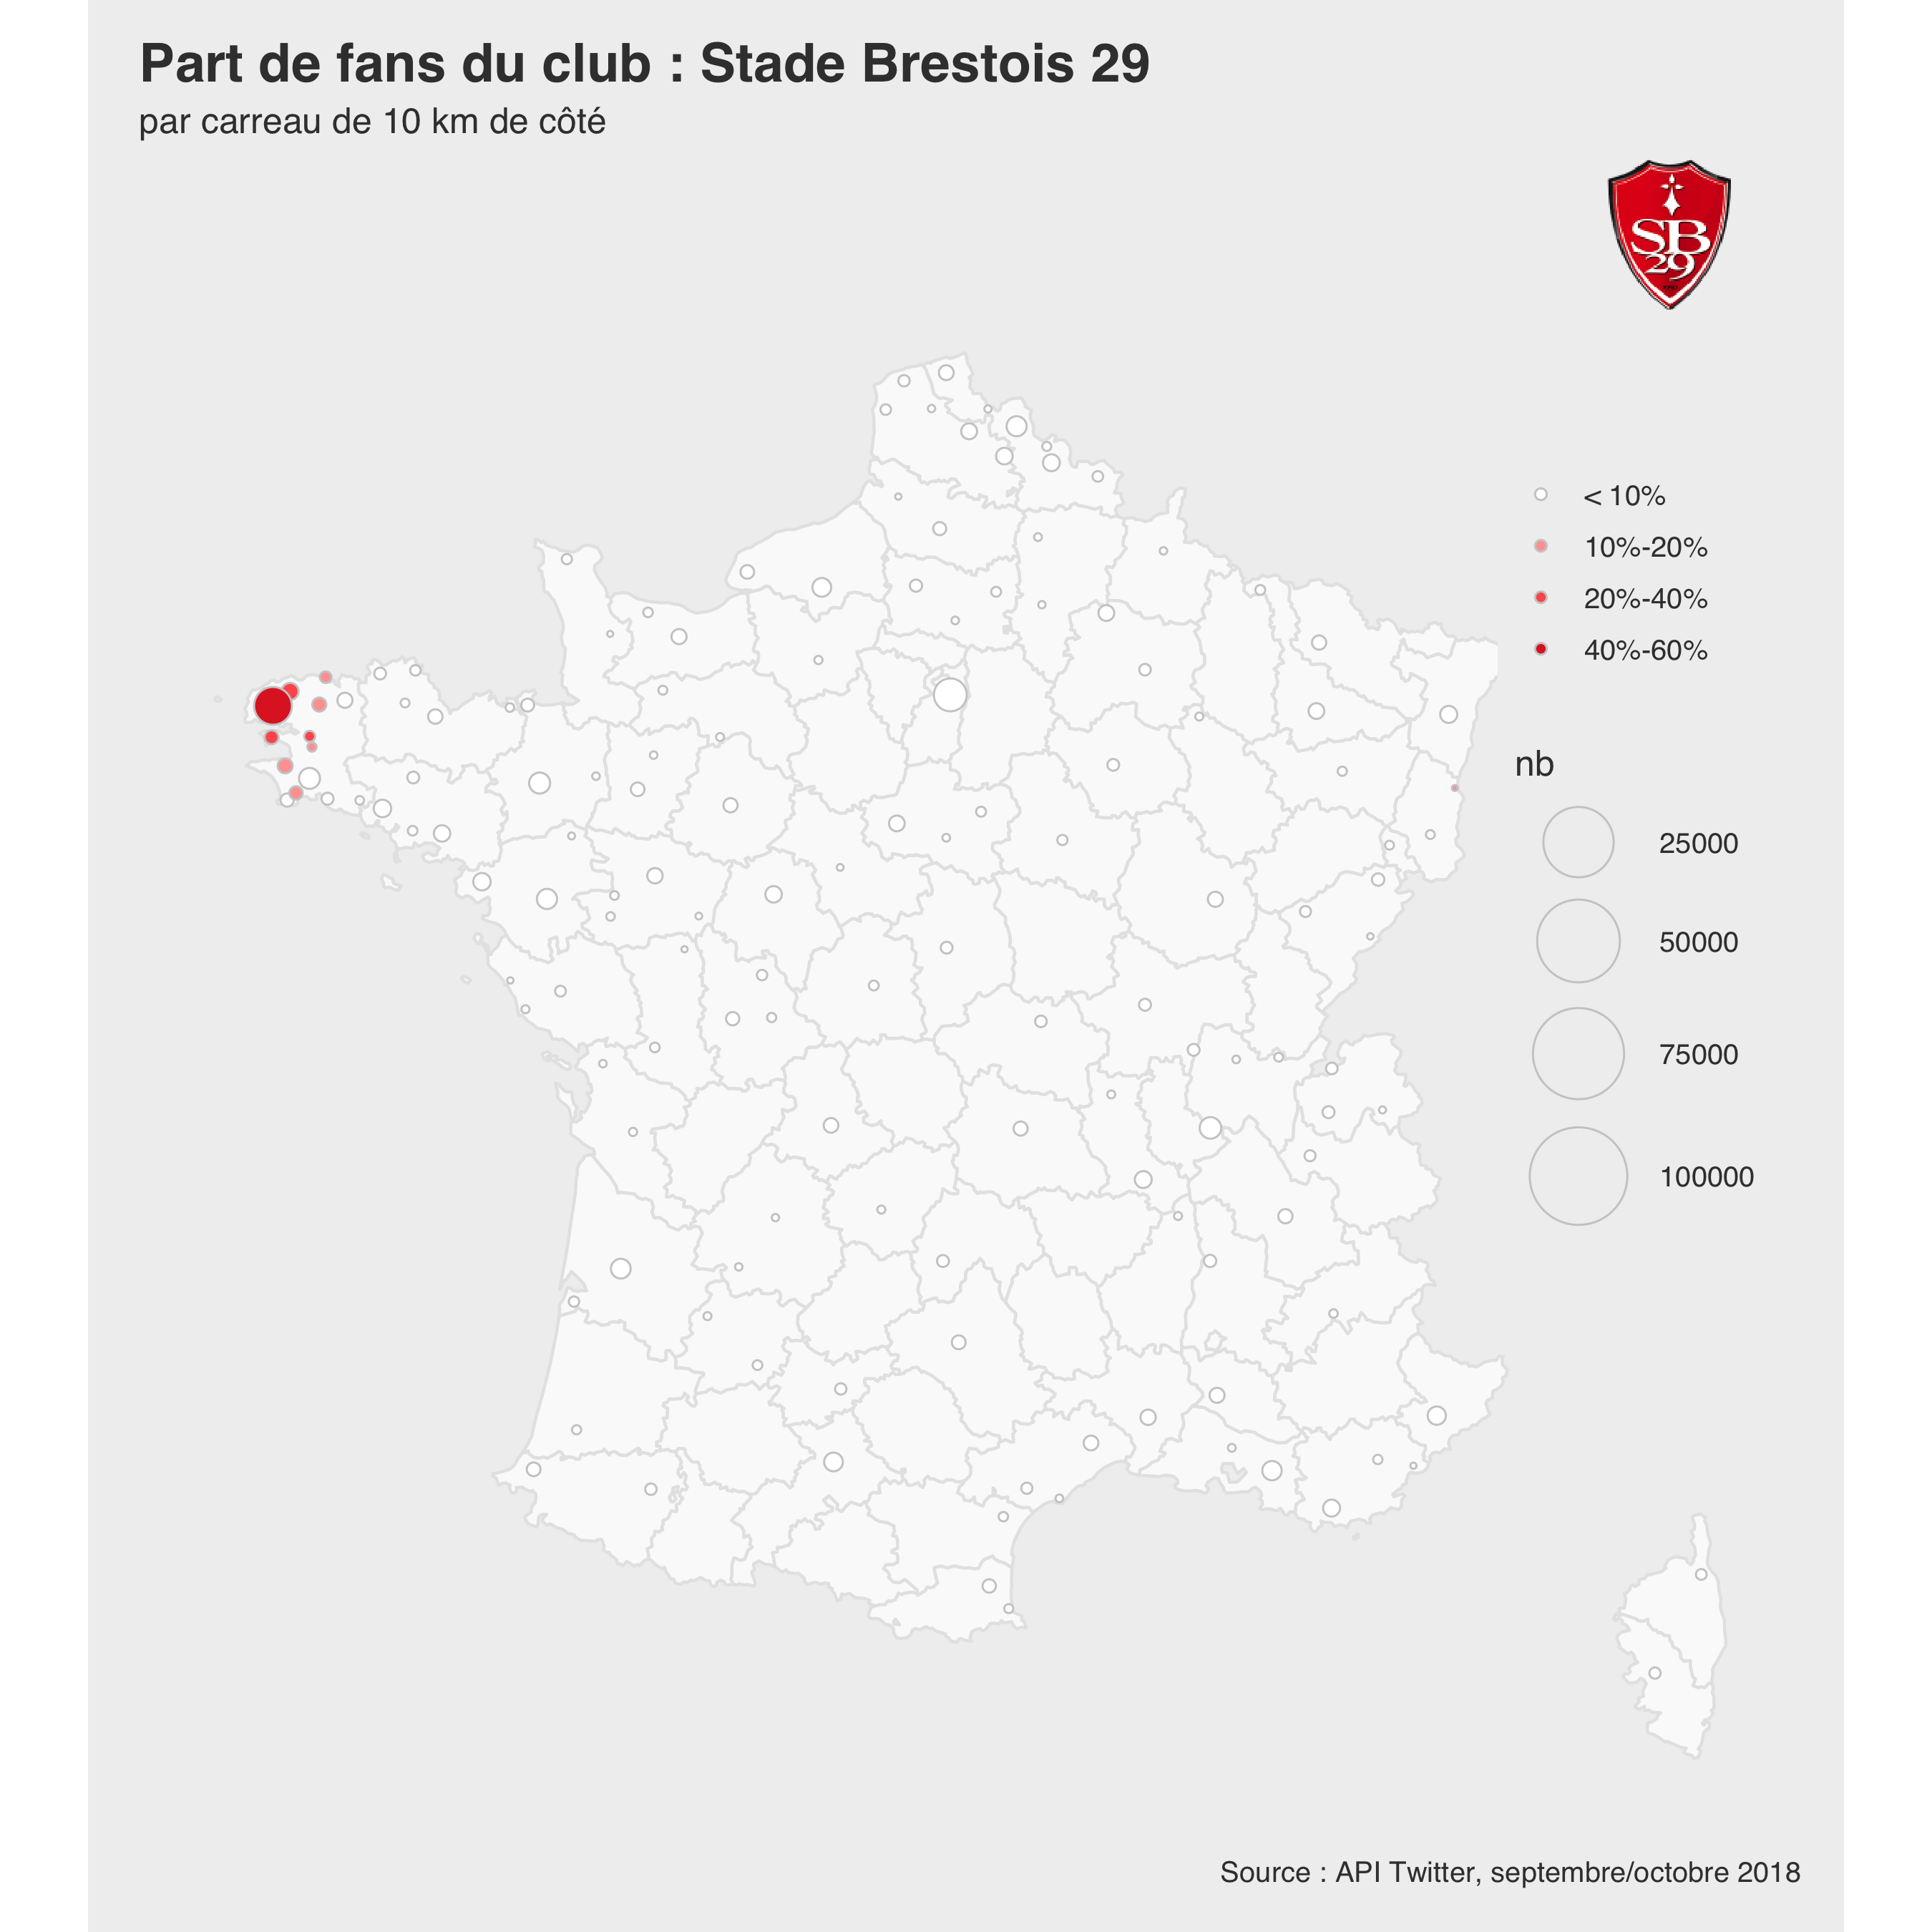 Part de fans du club : Stade Brestois 29
par carreau de 10 km de côté
SB
29
< 10%
10%-20%
20%-40%
40%-60%
nb
25000
50000
75000
100000
Source : API Twitter, septembre/octobre 2018